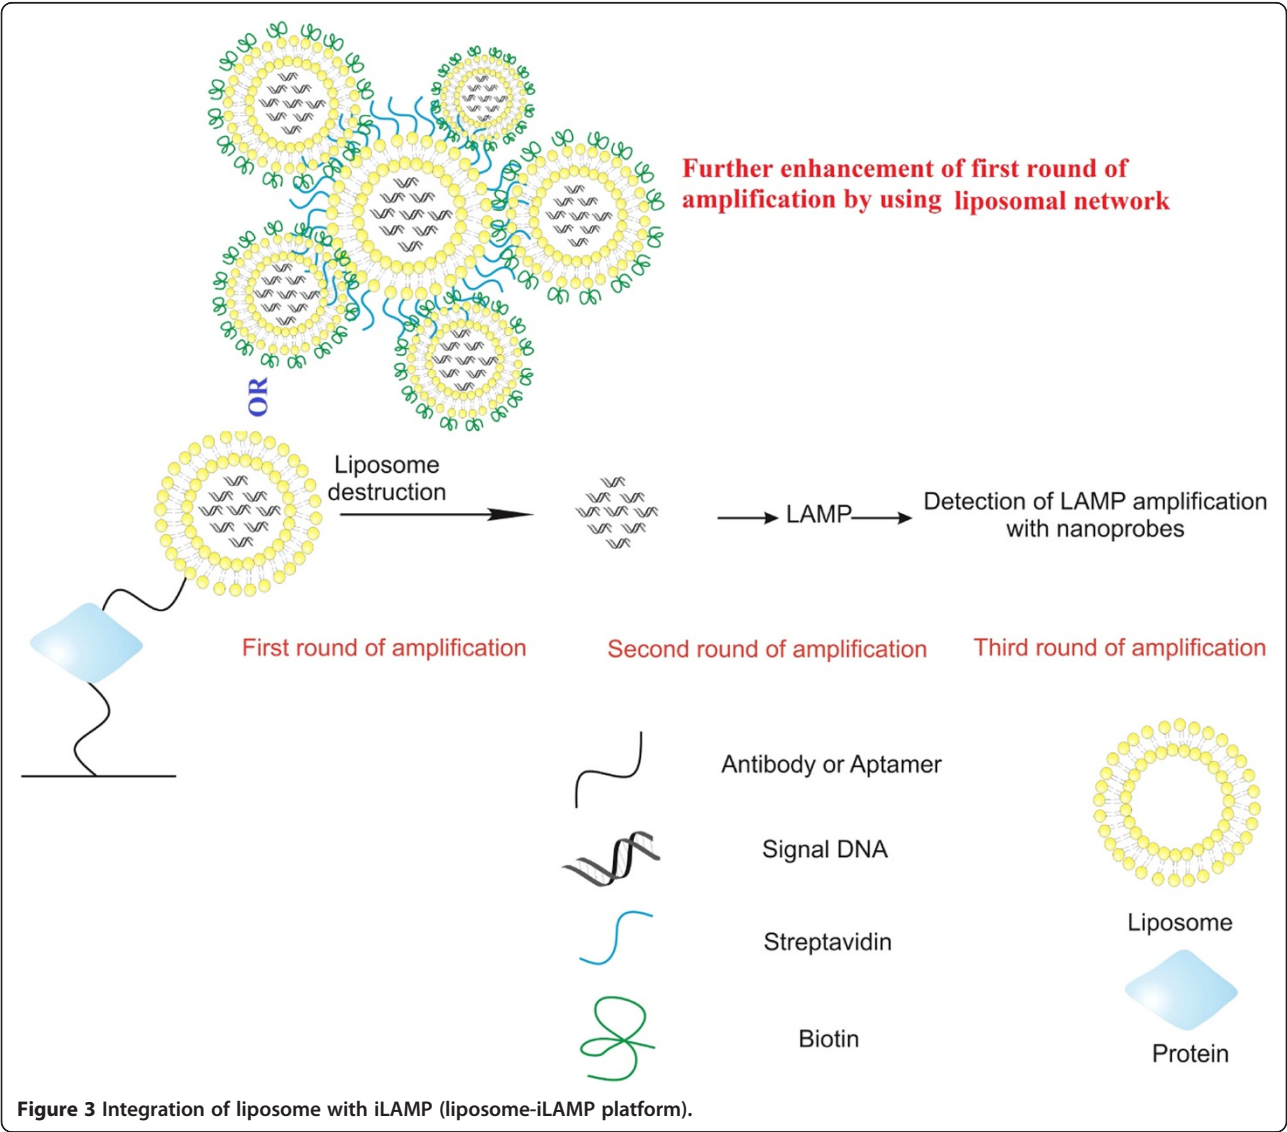 Further enhancement of first round of
amplification by using liposomal network
OR
Liposome
destruction
LAMP
Detection of LAMP amplification
with nanoprobes
First round of amplification
Second round of amplification
Third round of amplification
Antibody or Aptamer
Signal DNA
Streptavidin
Biotin
Liposome
Protein
Figure 3 Integration of liposome with iLAMP (liposome-iLAMP platform).